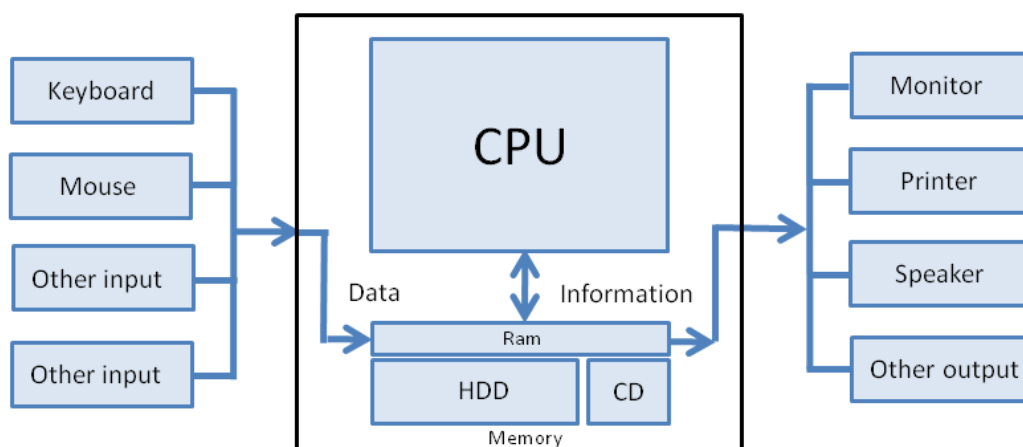 Keyboard
Mouse
Other input
Other input
CPU
Data
Information
Ram
HDD
CD
Memory
Monitor
Printer
Speaker
Other output